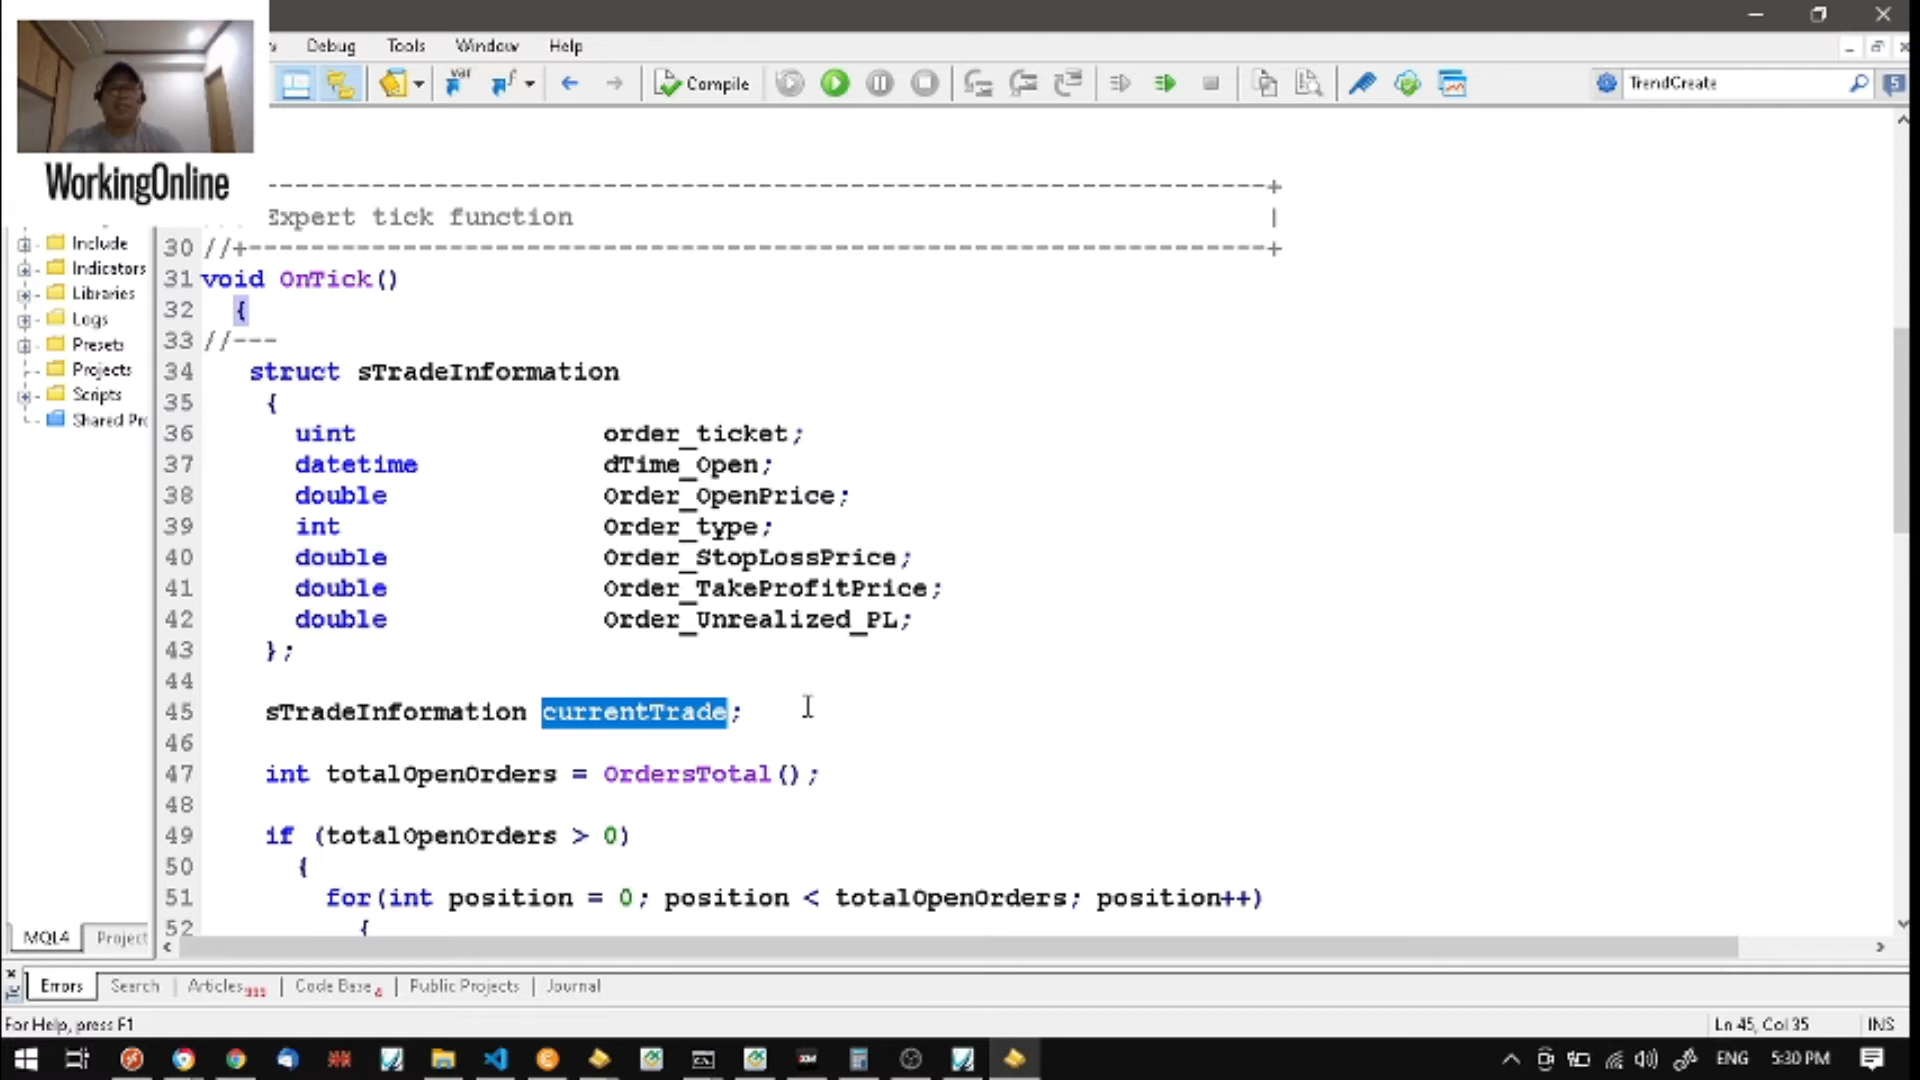 Debug Tools Window Help
var f Compile TrendCreate 5
WorkingOnline
//+------------------------------------------------------------------+
Expert tick function |
30 //+------------------------------------------------------------------+
31 void OnTick()
32 {
33 //---
34 struct sTradeInformation
35 {
36 uint order_ticket;
37 datetime dTime_Open;
38 double Order_OpenPrice;
39 int Order_type;
40 double Order_StopLossPrice;
41 double Order_TakeProfitPrice;
42 double Order_Unrealized_PL;
43 };
44
45 sTradeInformation currentTrade;
46
47 int totalOpenOrders = OrdersTotal();
48
49 if (totalOpenOrders > 0)
50 {
51 for(int position = 0; position < totalOpenOrders; position++)
52 {
Include
Indicators
Libraries
Logs
Presets
Projects
Scripts
Shared Pr
MQL4 Project
Errors Search Articles Code Base Public Projects Journal
For Help, press F1 Ln 45, Col 35 INS
ENG 5:30 PM